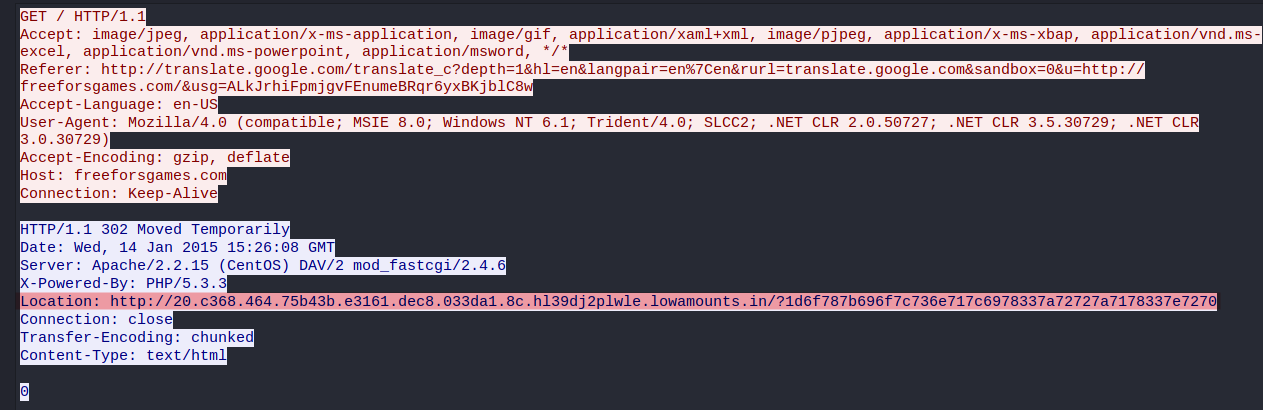 GET / HTTP/1.1
Accept: image/jpeg, application/x-ms-application, image/gif, application/xaml+xml, image/pjpeg, application/x-ms-xbap, application/vnd.ms-
excel, application/vnd.ms-powerpoint, application/msword, */*
Referer: http://translate.google.com/translate_c?depth=1&hl=en&langpair=en%7Cen&rurl=translate.google.com&sandbox=0&u=http://
freeforsgames.com/&usg=ALkJrhiFpmjgvFEnumeBRqr6yxBKjblC8w
Accept-Language: en-US
User-Agent: Mozilla/4.0 (compatible; MSIE 8.0; Windows NT 6.1; Trident/4.0; SLCC2; .NET CLR 2.0.50727; .NET CLR 3.5.30729; .NET CLR
3.0.30729)
Accept-Encoding: gzip, deflate
Host: freeforsgames.com
Connection: Keep-Alive

HTTP/1.1 302 Moved Temporarily
Date: Wed, 14 Jan 2015 15:26:08 GMT
Server: Apache/2.2.15 (CentOS) DAV/2 mod_fastcgi/2.4.6
X-Powered-By: PHP/5.3.3
Location: http://20.c368.464.75b43b.e3161.dec8.033da1.8c.hl39dj2plwle.lowamounts.in/?1d6f787b696f7c736e717c6978337a72727a7178337e7270
Connection: close
Transfer-Encoding: chunked
Content-Type: text/html

0